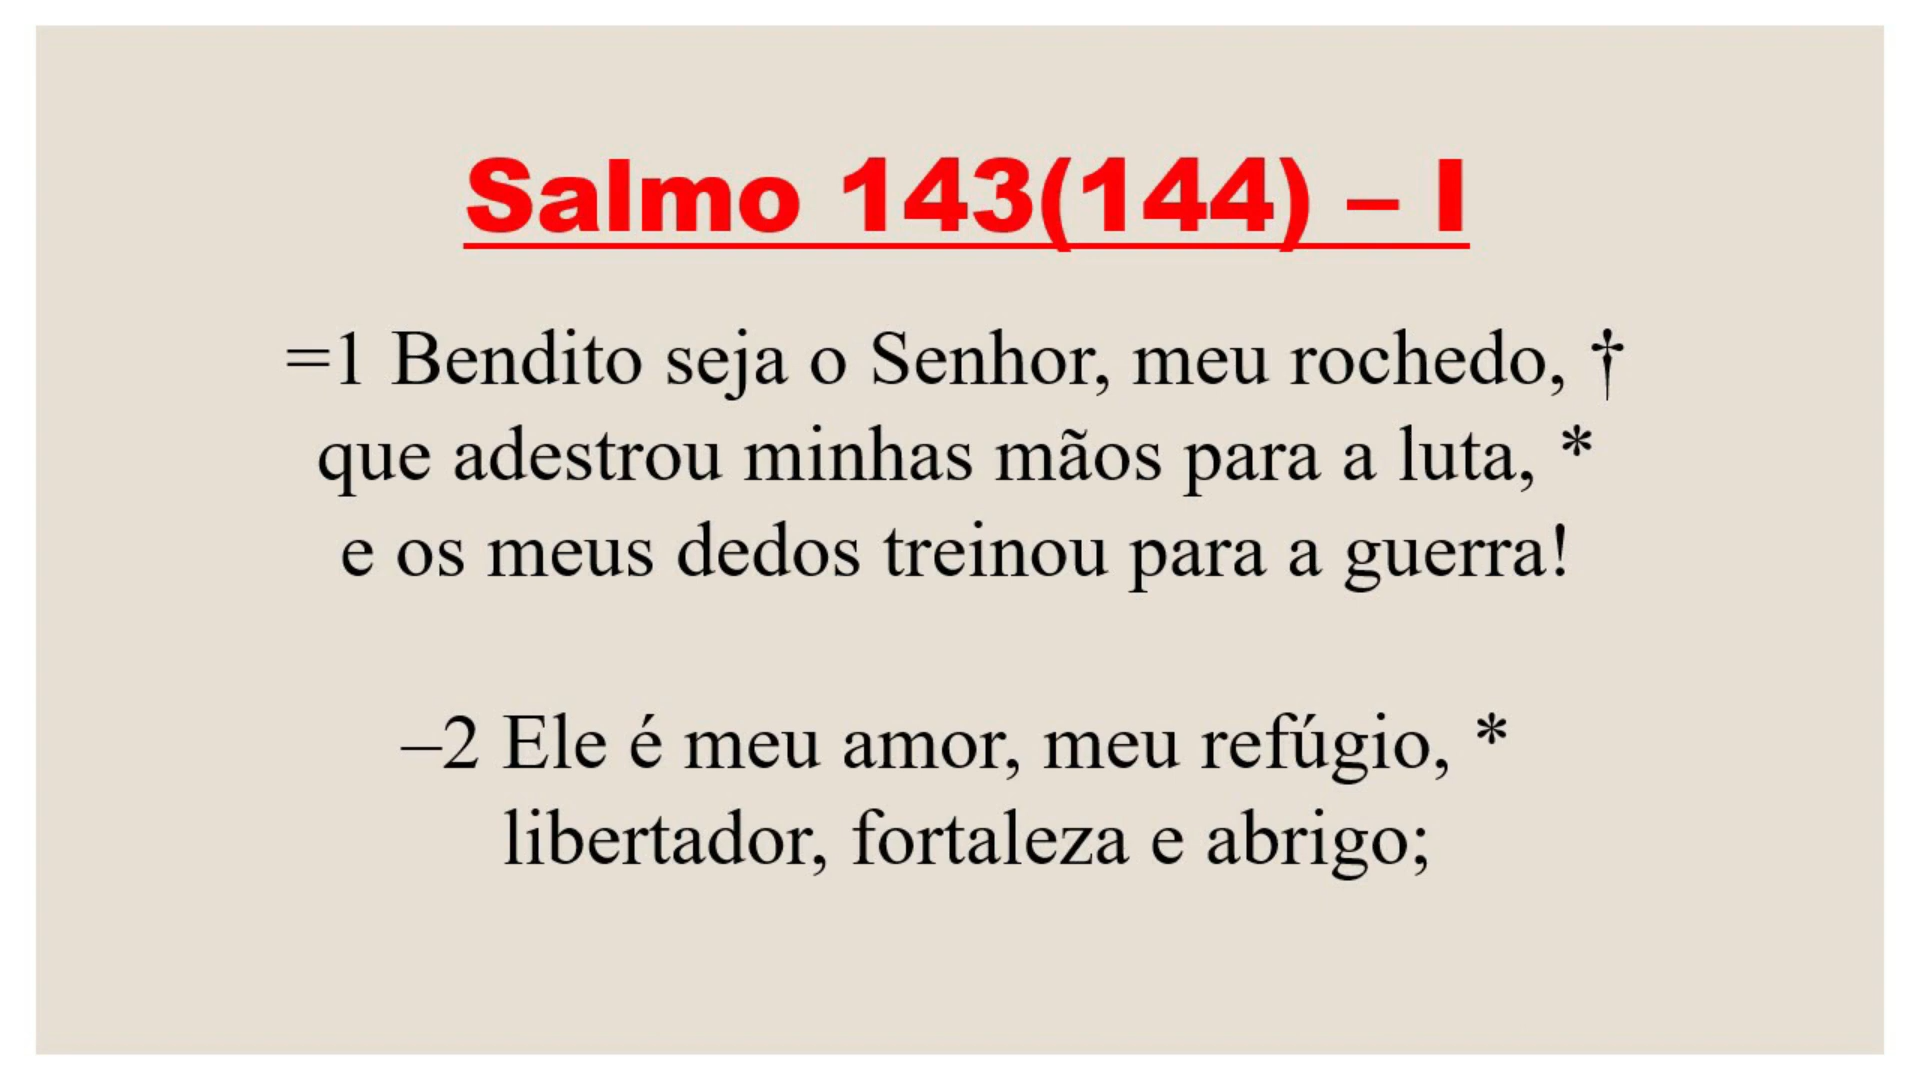 Salmo 143(144) – I
=1 Bendito seja o Senhor, meu rochedo, †
que adestrou minhas mãos para a luta, *
e os meus dedos treinou para a guerra!
–2 Ele é meu amor, meu refúgio, *
libertador, fortaleza e abrigo;